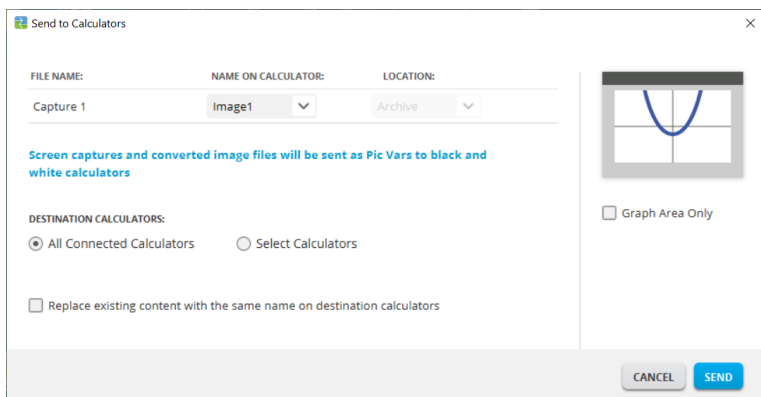 Send to Calculators
FILE NAME: NAME ON CALCULATOR: LOCATION:
Capture 1 Image1 Archive
Screen captures and converted image files will be sent as Pic Vars to black and
white calculators
Graph Area Only
DESTINATION CALCULATORS:
All Connected Calculators Select Calculators
Replace existing content with the same name on destination calculators
CANCEL SEND